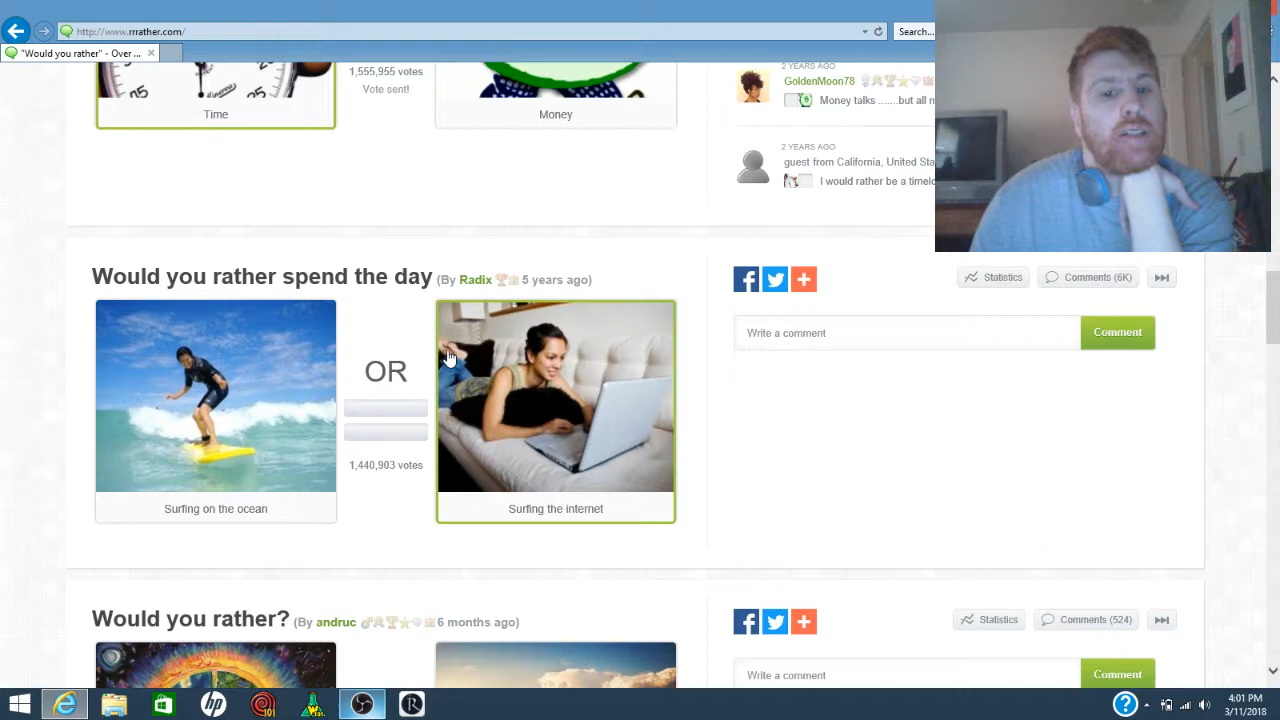 http://www.rrrather.com/
Search...
"Would you rather" - Over ...
1,555,955 votes
Vote sent!
Time
Money
2 YEARS AGO
GoldenMoon78
Money talks .......but all m
2 YEARS AGO
guest from California, United Sta
I would rather be a timelo
Would you rather spend the day (By Radix 5 years ago)
Statistics
Comments (6K)
Write a comment
Comment
OR
1,440,903 votes
Surfing on the ocean
Surfing the internet
Would you rather? (By andruc 6 months ago)
Statistics
Comments (524)
Write a comment
Comment
4:01 PM
3/11/2018